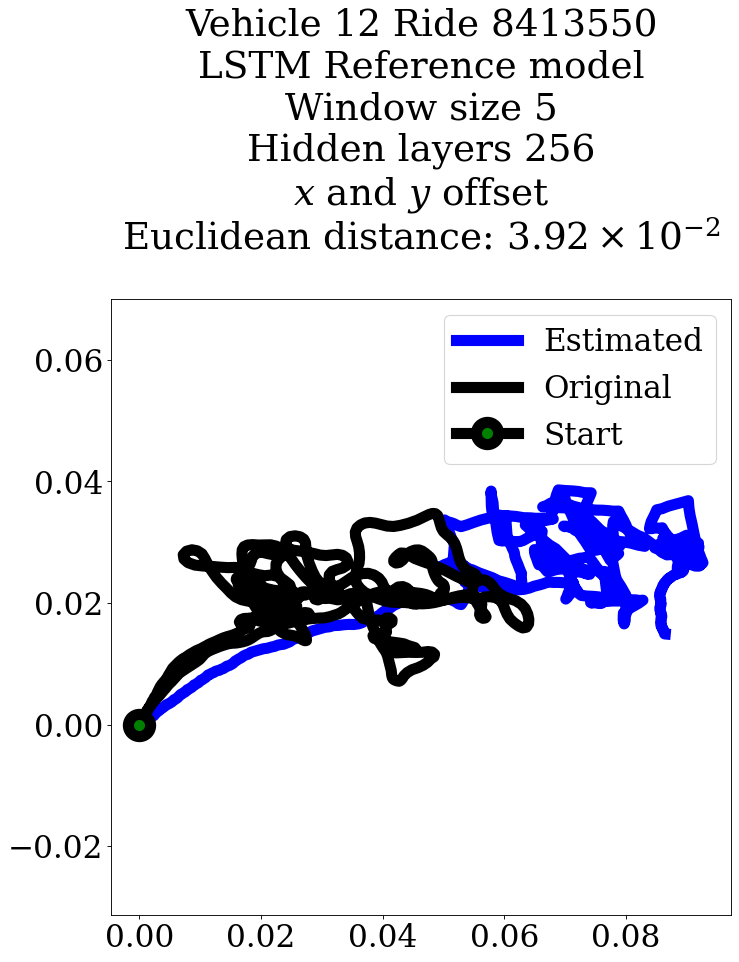 Vehicle 12 Ride 8413550
LSTM Reference model
Window size 5
Hidden layers 256
x and y offset
Euclidean distance: 3.92 × 10⁻²
Estimated
Original
Start
0.06
0.04
0.02
0.00
−0.02
0.00 0.02 0.04 0.06 0.08